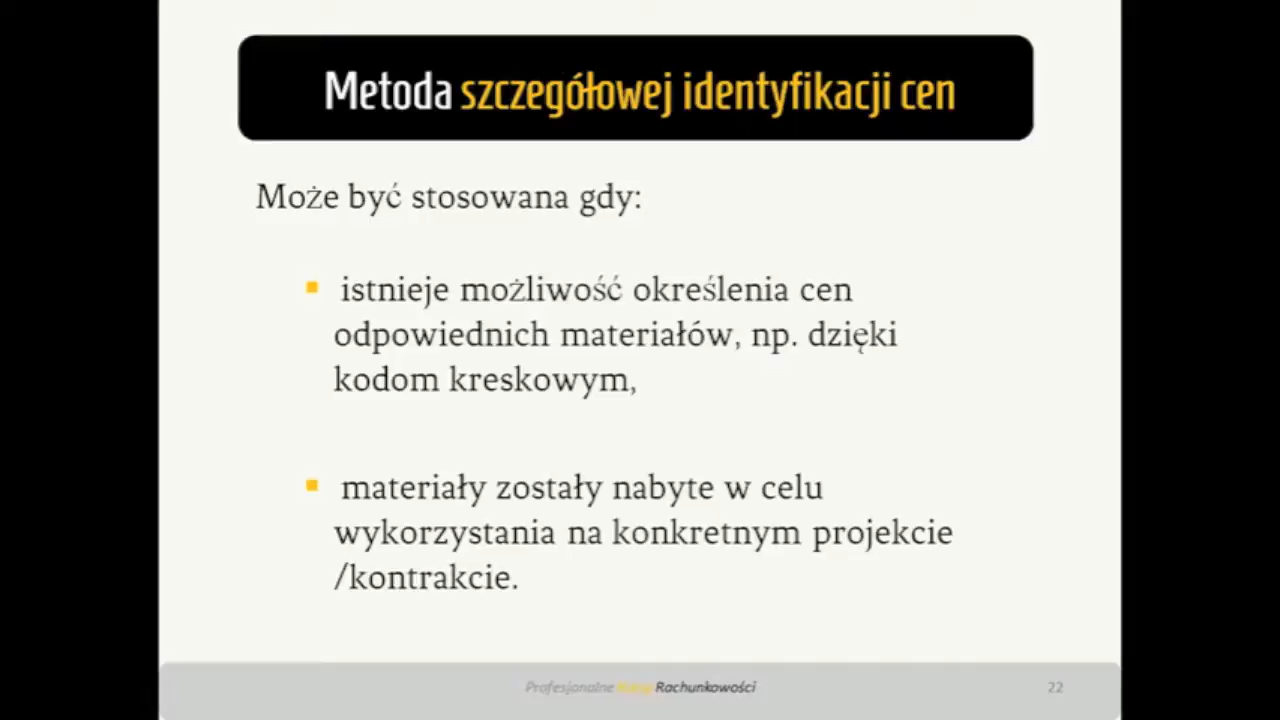 Metoda szczegółowej identyfikacji cen
Może być stosowana gdy:
istnieje możliwość określenia cen
odpowiednich materiałów, np. dzięki
kodom kreskowym,
materiały zostały nabyte w celu
wykorzystania na konkretnym projekcie
/kontrakcie.
Profesjonalne Kursy Rachunkowości
22